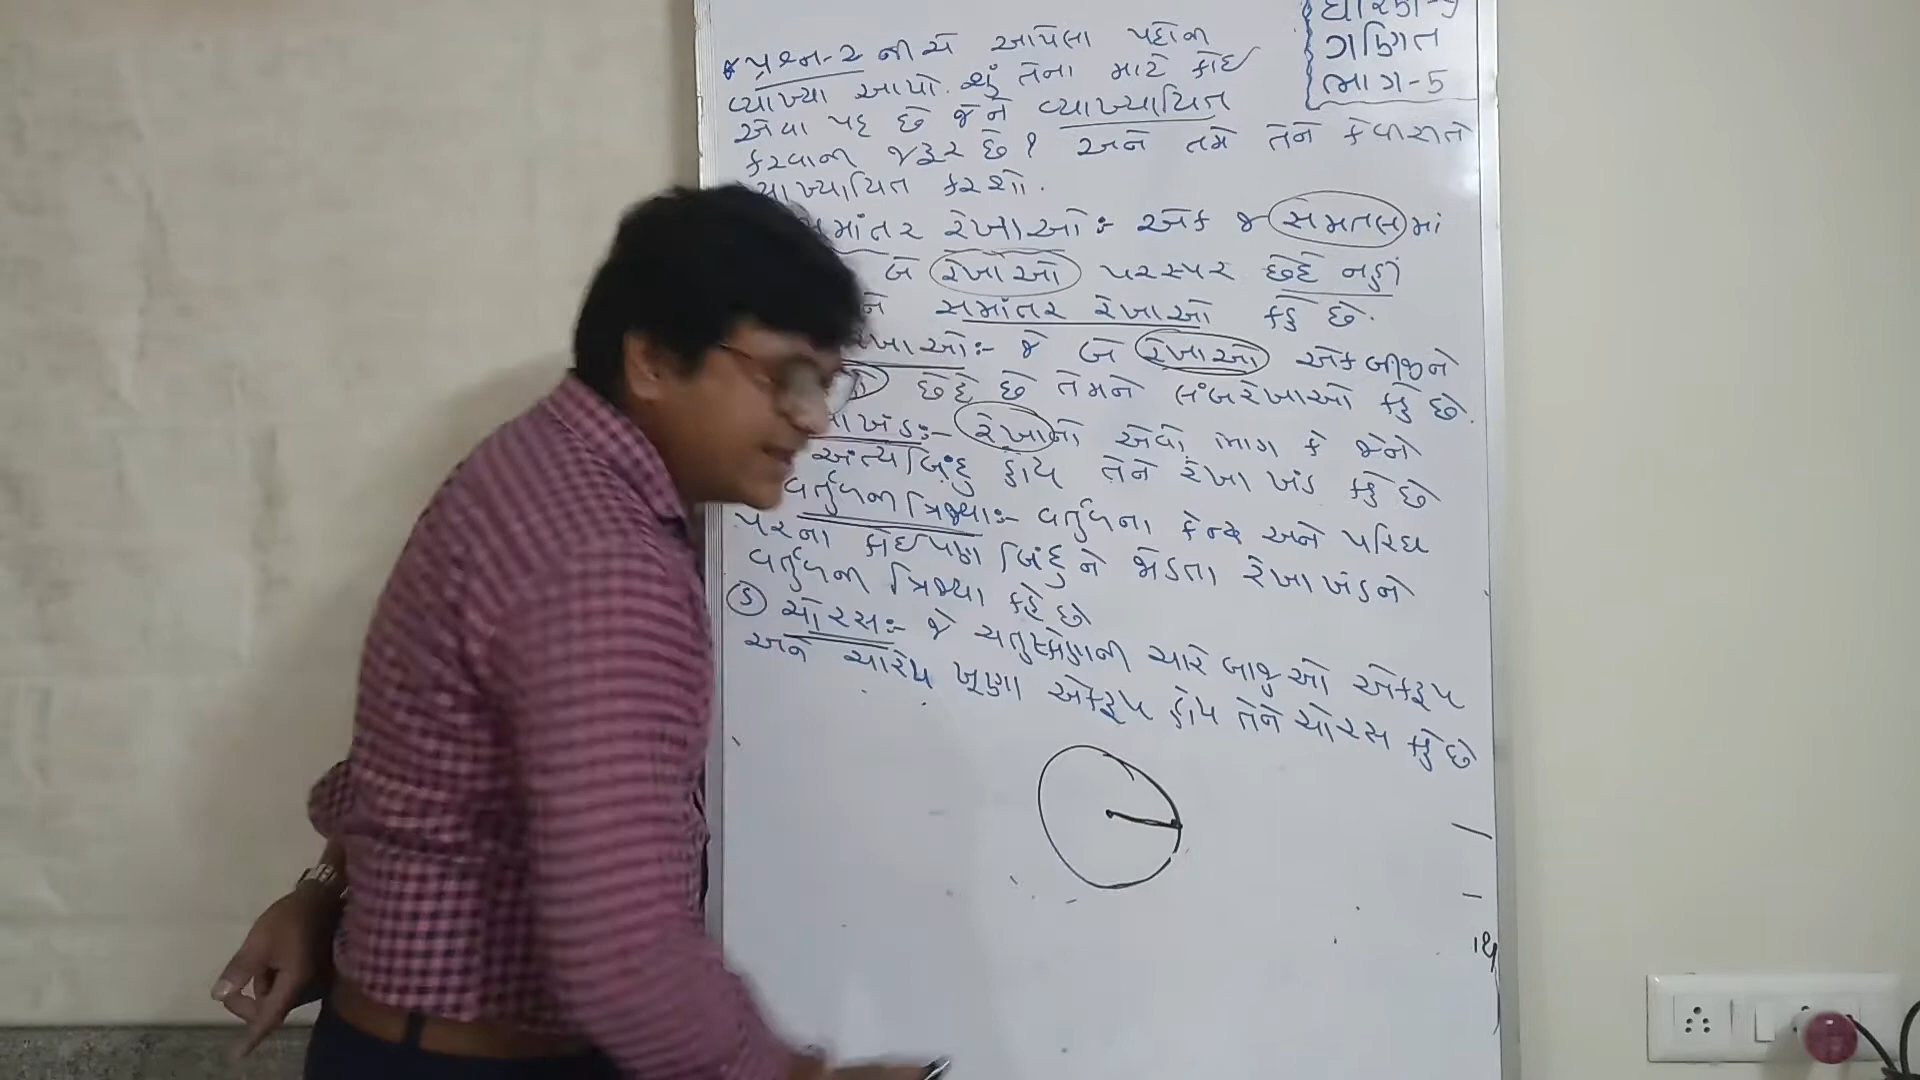 ધોરણ-9
ગણિત
ભાગ-5
* પ્રશ્ન-2 નીચે આપેલા પદોની
વ્યાખ્યા આપો. શું તેના માટે કોઈ
એવા પદ છે જેને વ્યાખ્યાયિત
કરવાની જરૂર છે? અને તમે તેને કેવી રીતે
વ્યાખ્યાયિત કરશો.
સમાંતર રેખાઓ:- એક જ સમતલમાં
બે રેખાઓ પરસ્પર છેદે નહીં
સમાંતર રેખાઓ કહે છે.
રેખાઓ:- જે બે રેખાઓ એકબીજીને
છેદે છે તેમને લંબરેખાઓ કહે છે.
ખંડ:- રેખાનો એવો ભાગ કે જેને
અંત્યબિંદુ હોય તેને રેખા ખંડ કહે છે
વર્તુળની ત્રિજ્યા:- વર્તુળના કેન્દ્ર અને પરિઘ
પરના કોઈપણ બિંદુને જોડતા રેખાખંડને
વર્તુળની ત્રિજ્યા કહે છે
5 ચોરસ:- જે ચતુષ્કોણની ચારે બાજુઓ એકરૂપ
અને ચારેય ખૂણા એકરૂપ હોય તેને ચોરસ કહે છે